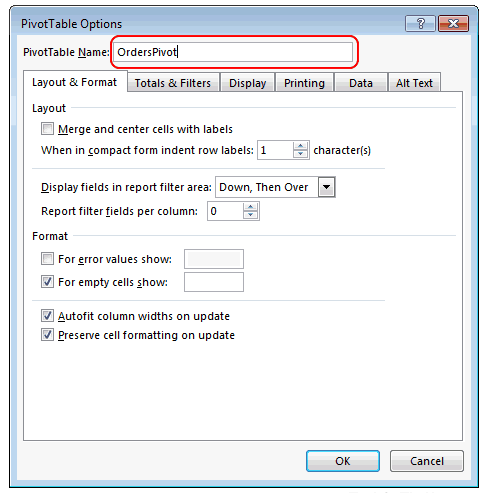 PivotTable Options
PivotTable Name: OrdersPivot
Layout & Format Totals & Filters Display Printing Data Alt Text
Layout
Merge and center cells with labels
When in compact form indent row labels: 1 character(s)
Display fields in report filter area: Down, Then Over
Report filter fields per column: 0
Format
For error values show:
For empty cells show:
Autofit column widths on update
Preserve cell formatting on update
OK Cancel